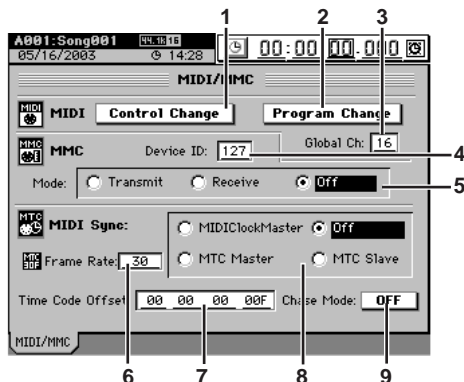 1 2 3
A001:Song001 44.1K16 00:00 00.000
05/16/2003 14:28
MIDI/MMC
MIDI MIDI Control Change Program Change
MMC MMC Device ID: 127 Global Ch: 16 4
Mode: Transmit Receive Off 5
MTC MIDI Sync: MIDIClockMaster Off
Frame Rate: 30 MTC Master MTC Slave
Time Code Offset 00 00 00 00F Chase Mode: OFF
MIDI/MMC
6 7 8 9